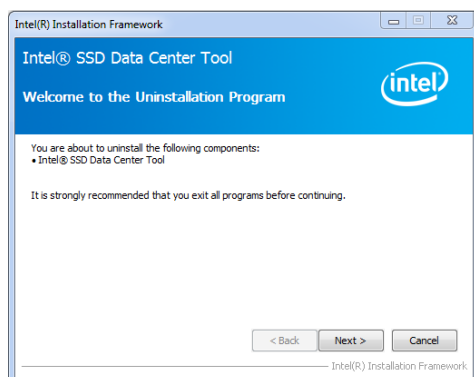 Intel(R) Installation Framework
Intel® SSD Data Center Tool
Welcome to the Uninstallation Program
intel
You are about to uninstall the following components:
• Intel® SSD Data Center Tool
It is strongly recommended that you exit all programs before continuing.
< Back Next > Cancel
Intel(R) Installation Framework